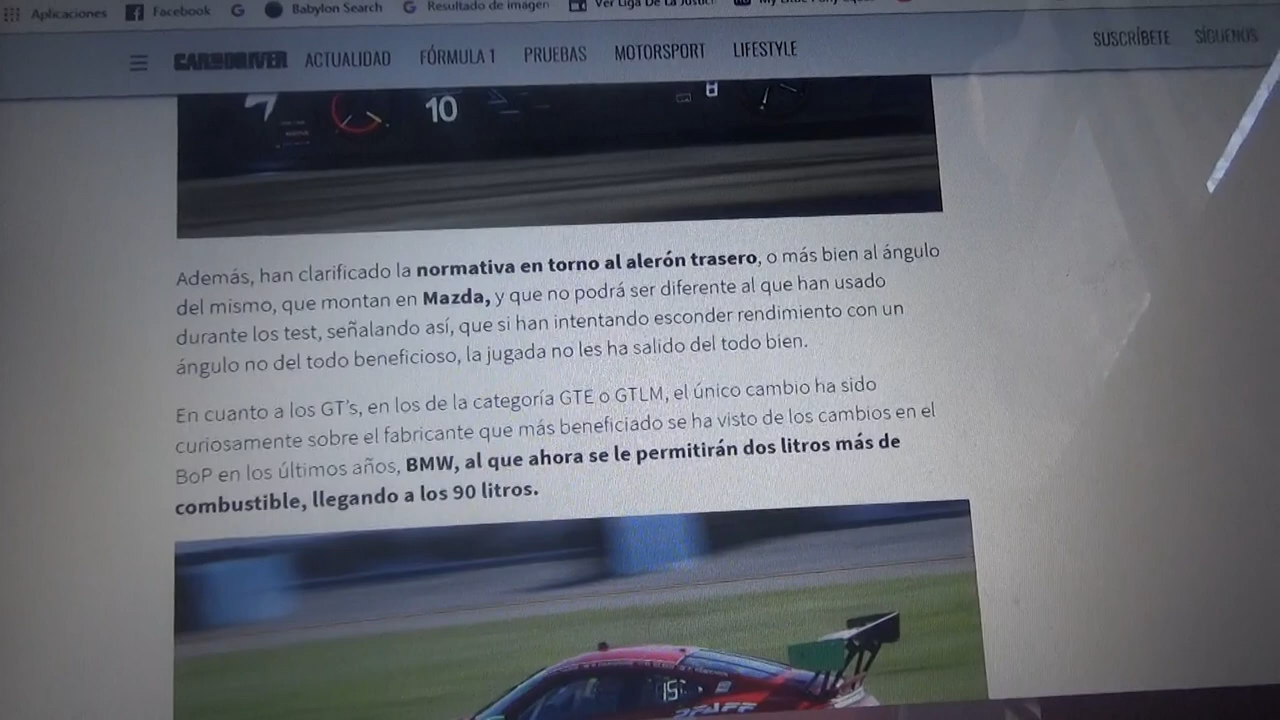 Aplicaciones Facebook Babylon Search Resultado de imagen Ver Liga De La
CAR AND DRIVER ACTUALIDAD FÓRMULA 1 PRUEBAS MOTORSPORT LIFESTYLE SUSCRÍBETE SÍGUENOS
10
Además, han clarificado la normativa en torno al alerón trasero, o más bien al ángulo
del mismo, que montan en Mazda, y que no podrá ser diferente al que han usado
durante los test, señalando así, que si han intentando esconder rendimiento con un
ángulo no del todo beneficioso, la jugada no les ha salido del todo bien.
En cuanto a los GT's, en los de la categoría GTE o GTLM, el único cambio ha sido
curiosamente sobre el fabricante que más beneficiado se ha visto de los cambios en el
BoP en los últimos años, BMW, al que ahora se le permitirán dos litros más de
combustible, llegando a los 90 litros.
PFAFF